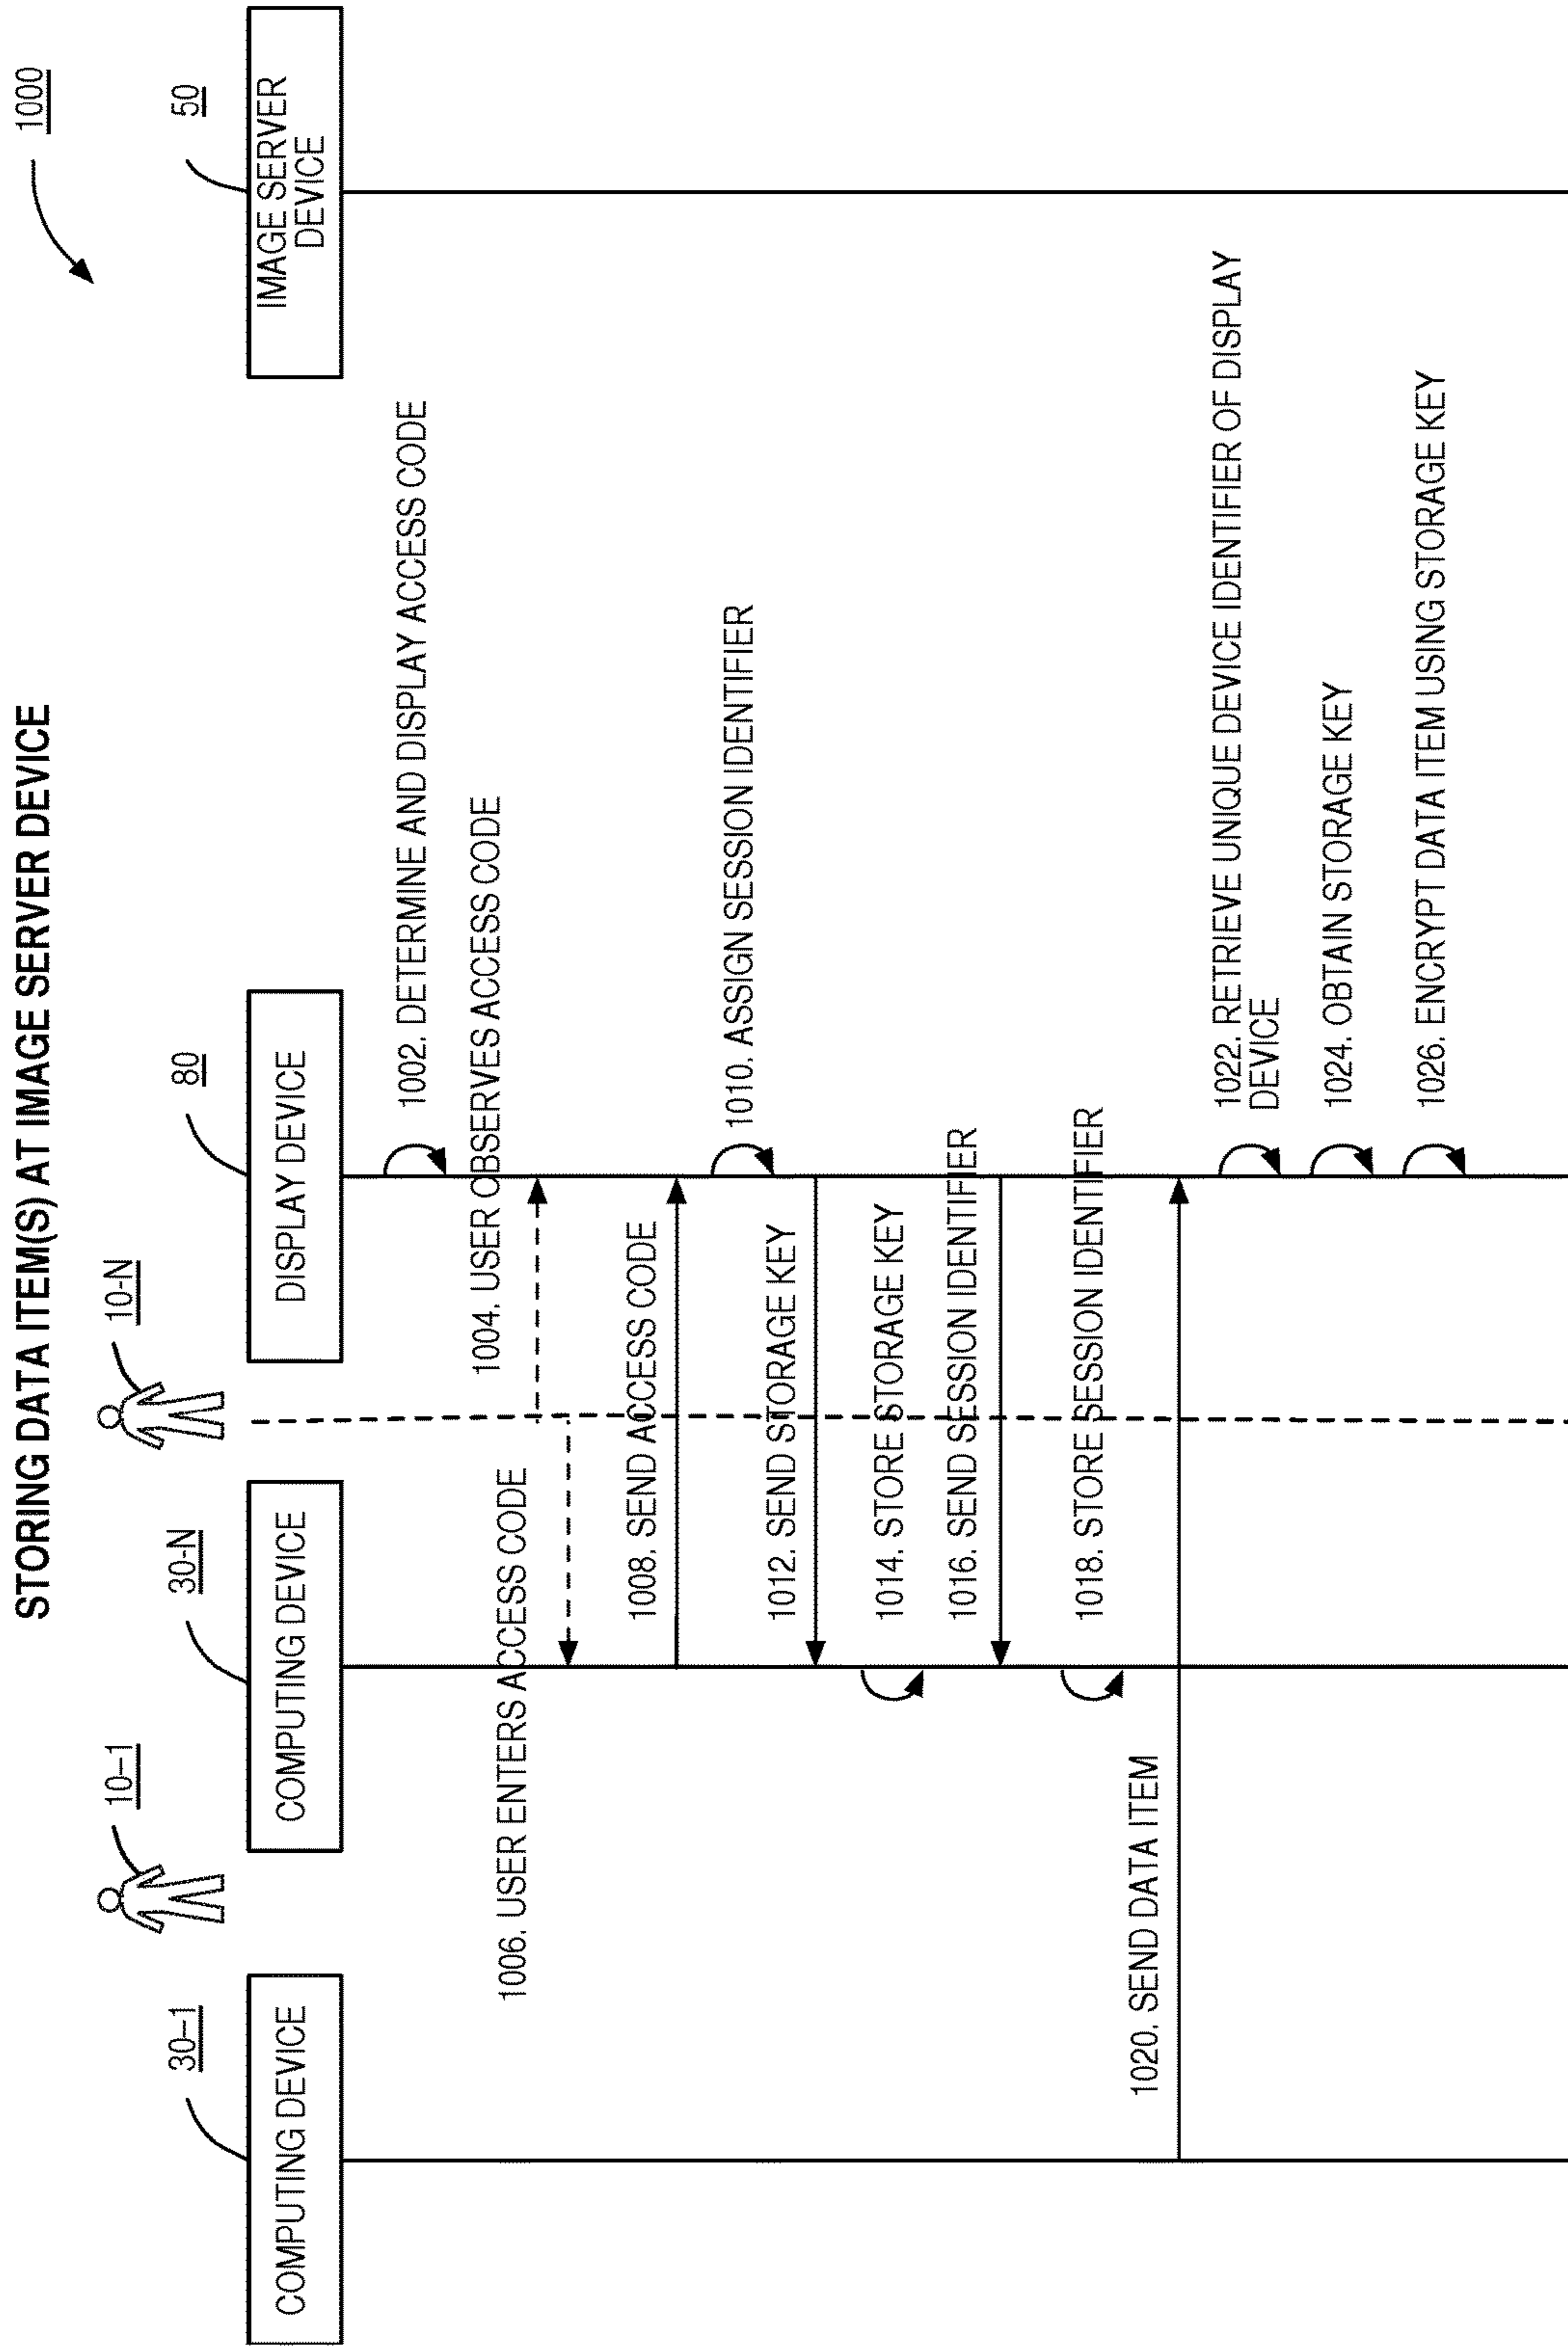 STORING DATA ITEM(S) AT IMAGE SERVER DEVICE
1000
10-1
10-N
30-1
30-N
80
50
COMPUTING DEVICE
COMPUTING DEVICE
DISPLAY DEVICE
IMAGE SERVER
DEVICE
1002. DETERMINE AND DISPLAY ACCESS CODE
1004. USER OBSERVES ACCESS CODE
1006. USER ENTERS ACCESS CODE
1008. SEND ACCESS CODE
1010. ASSIGN SESSION IDENTIFIER
1012. SEND STORAGE KEY
1014. STORE STORAGE KEY
1016. SEND SESSION IDENTIFIER
1018. STORE SESSION IDENTIFIER
1020. SEND DATA ITEM
1022. RETRIEVE UNIQUE DEVICE IDENTIFIER OF DISPLAY
DEVICE
1024. OBTAIN STORAGE KEY
1026. ENCRYPT DATA ITEM USING STORAGE KEY